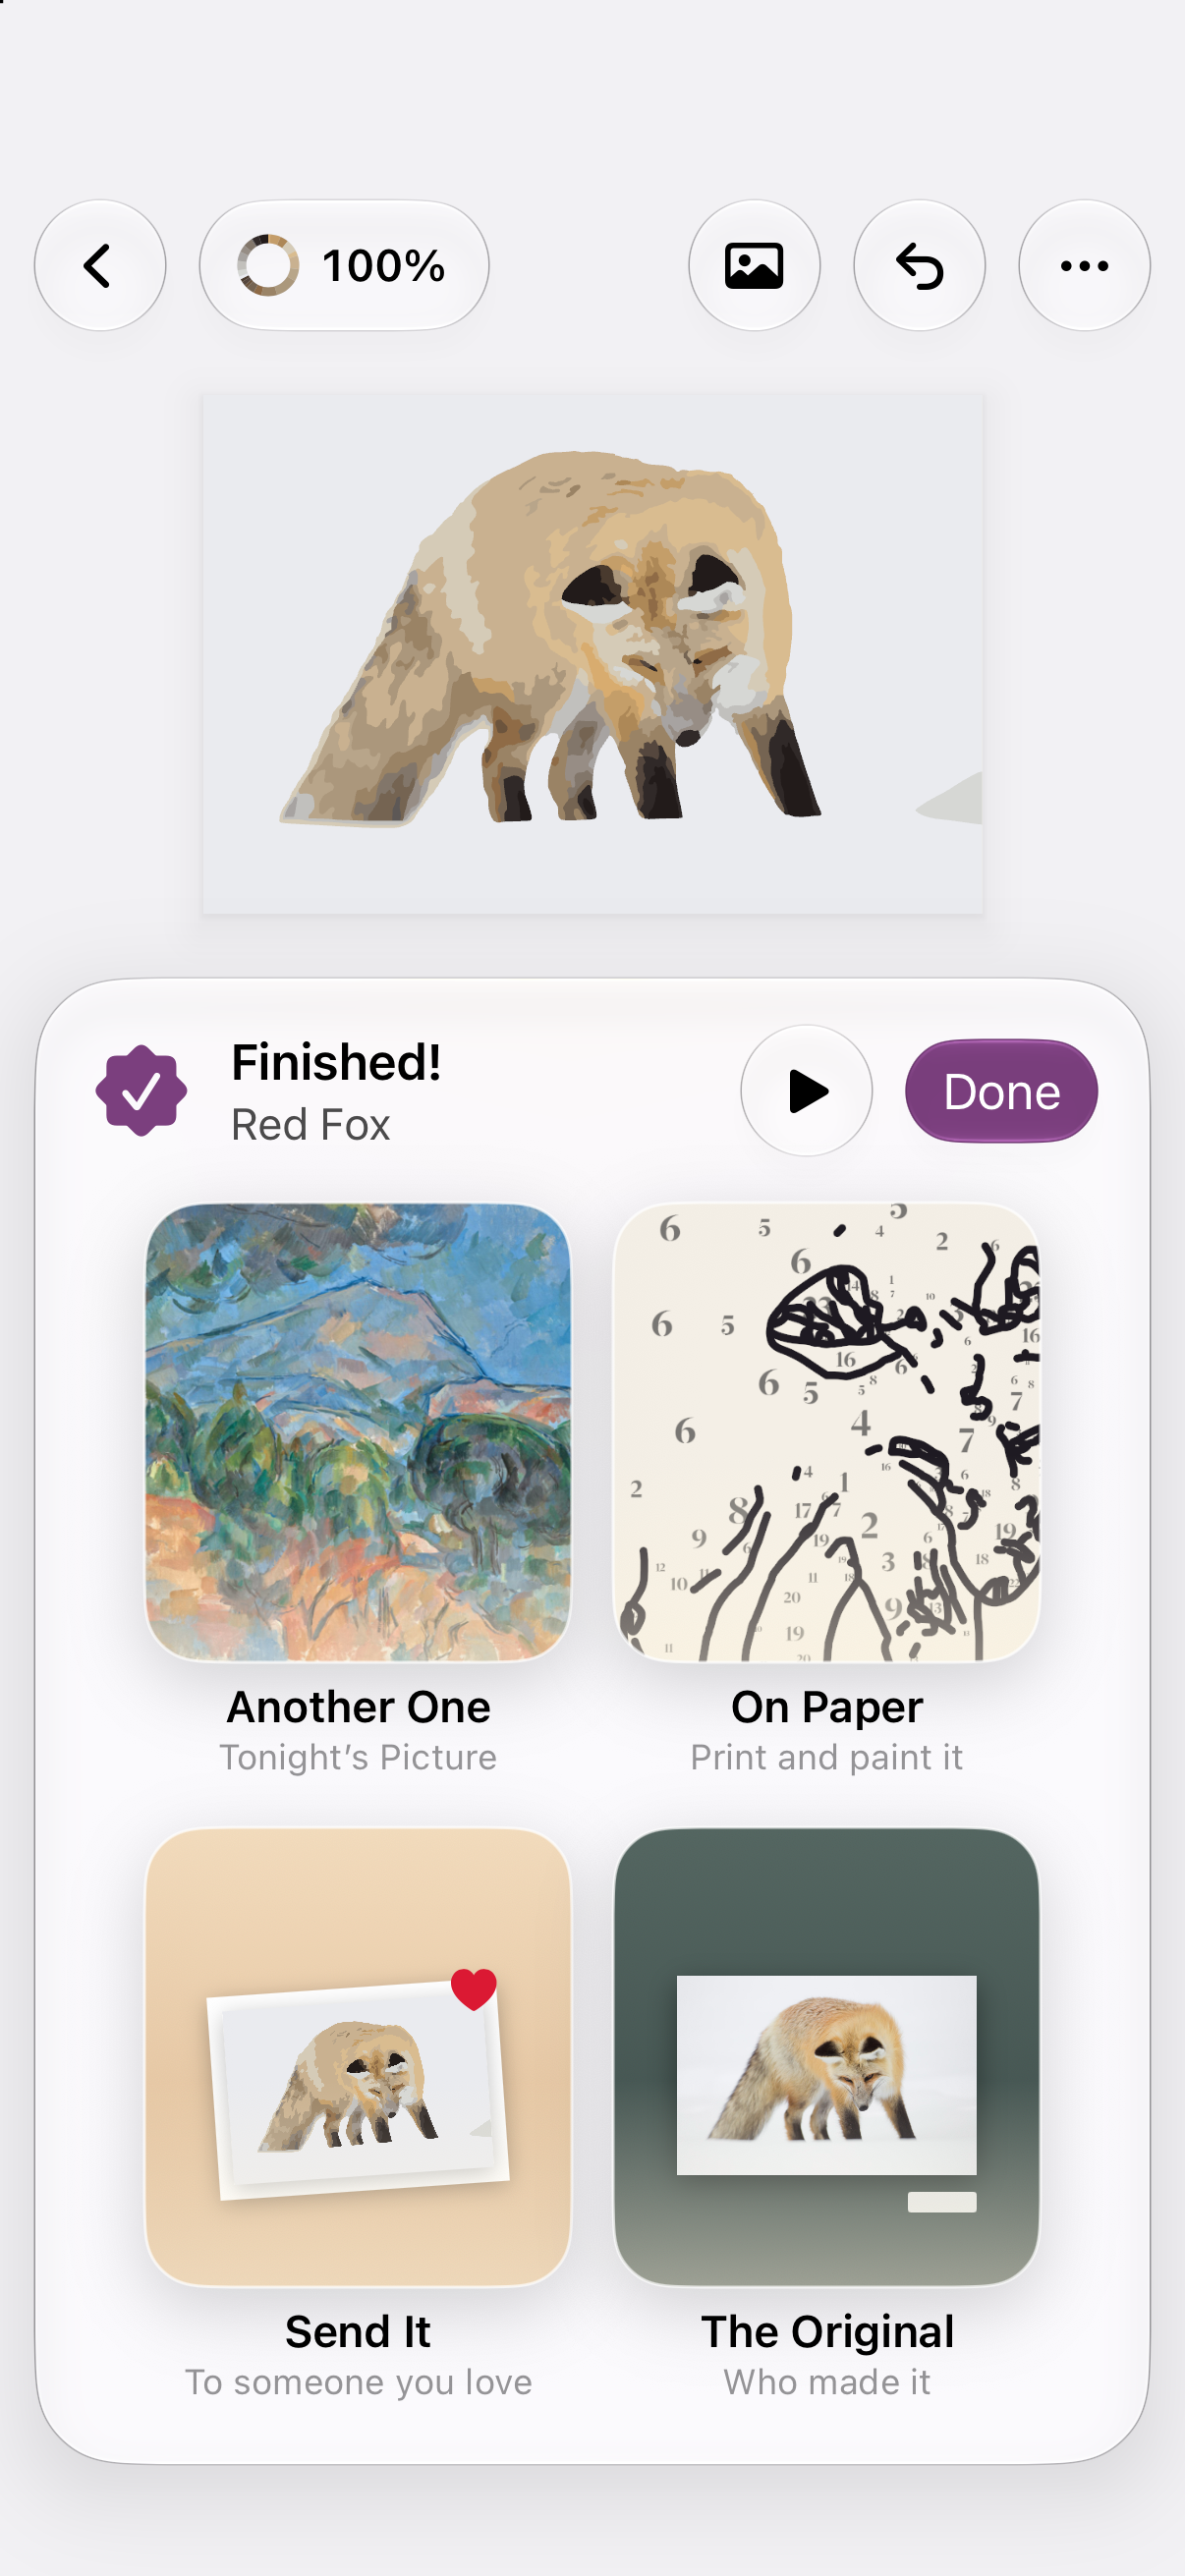 100%
Finished!
Red Fox
Done
Another One
Tonight’s Picture
On Paper
Print and paint it
Send It
To someone you love
The Original
Who made it